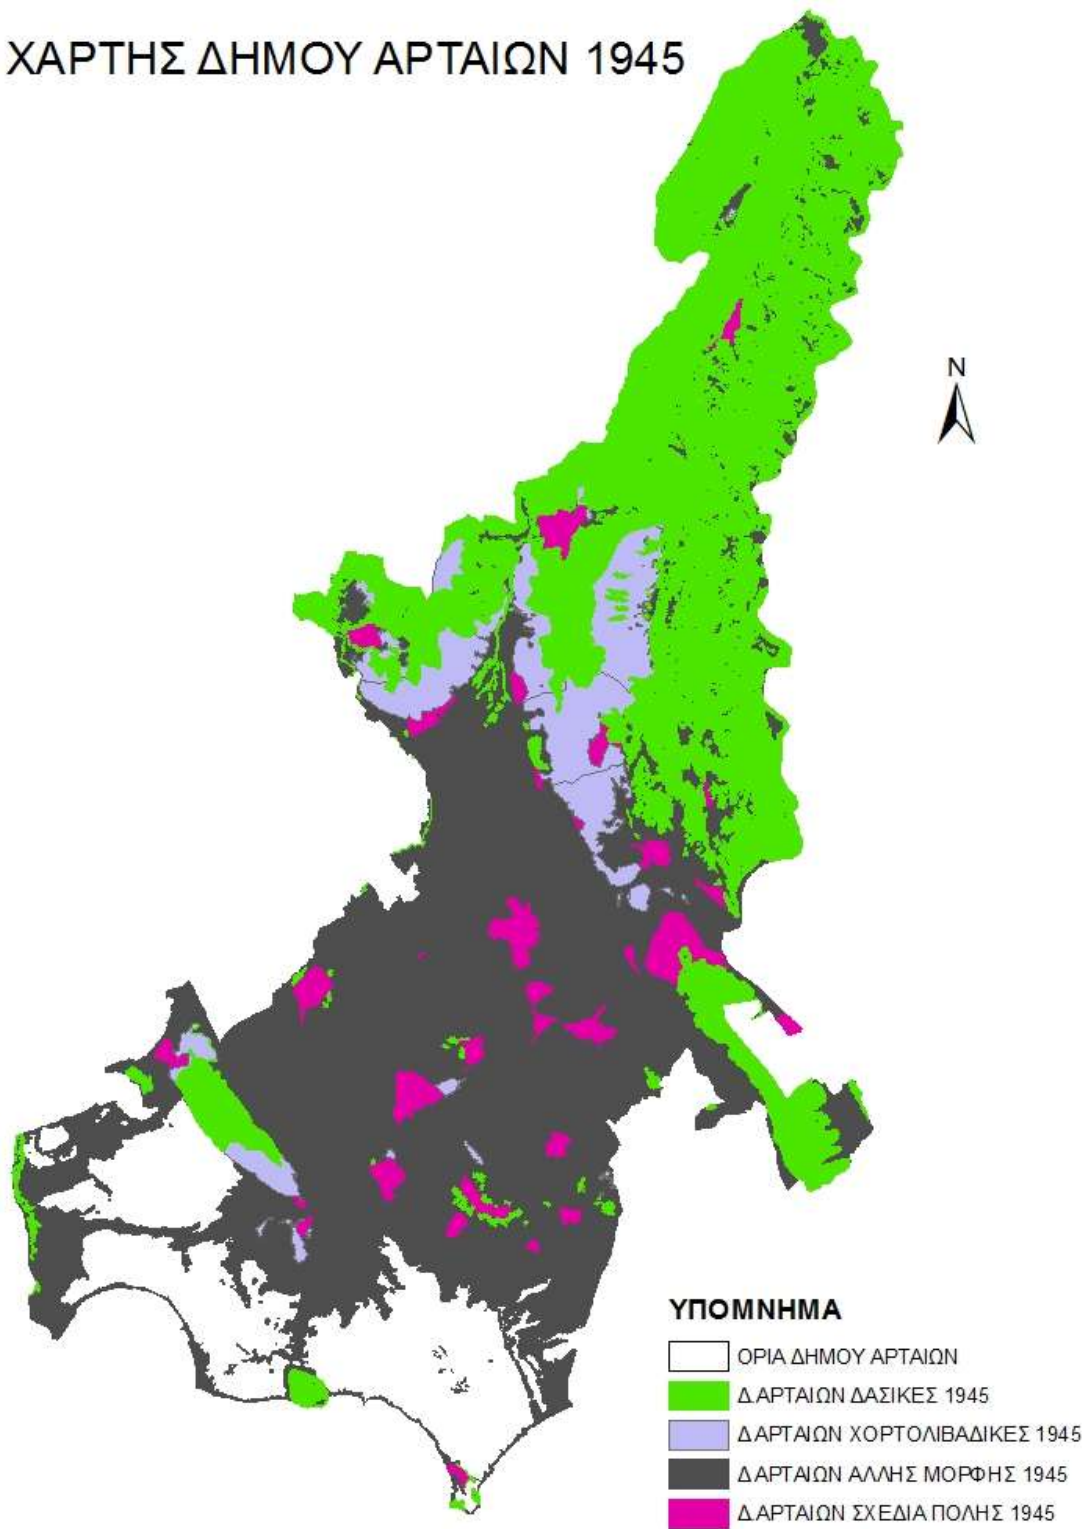 ΧΑΡΤΗΣ ΔΗΜΟΥ ΑΡΤΑΙΩΝ 1945
N
ΥΠΟΜΝΗΜΑ
ΟΡΙΑ ΔΗΜΟΥ ΑΡΤΑΙΩΝ
Δ.ΑΡΤΑΙΩΝ ΔΑΣΙΚΕΣ 1945
Δ.ΑΡΤΑΙΩΝ ΧΟΡΤΟΛΙΒΑΔΙΚΕΣ 1945
Δ.ΑΡΤΑΙΩΝ ΑΛΛΗΣ ΜΟΡΦΗΣ 1945
Δ.ΑΡΤΑΙΩΝ ΣΧΕΔΙΑ ΠΟΛΗΣ 1945